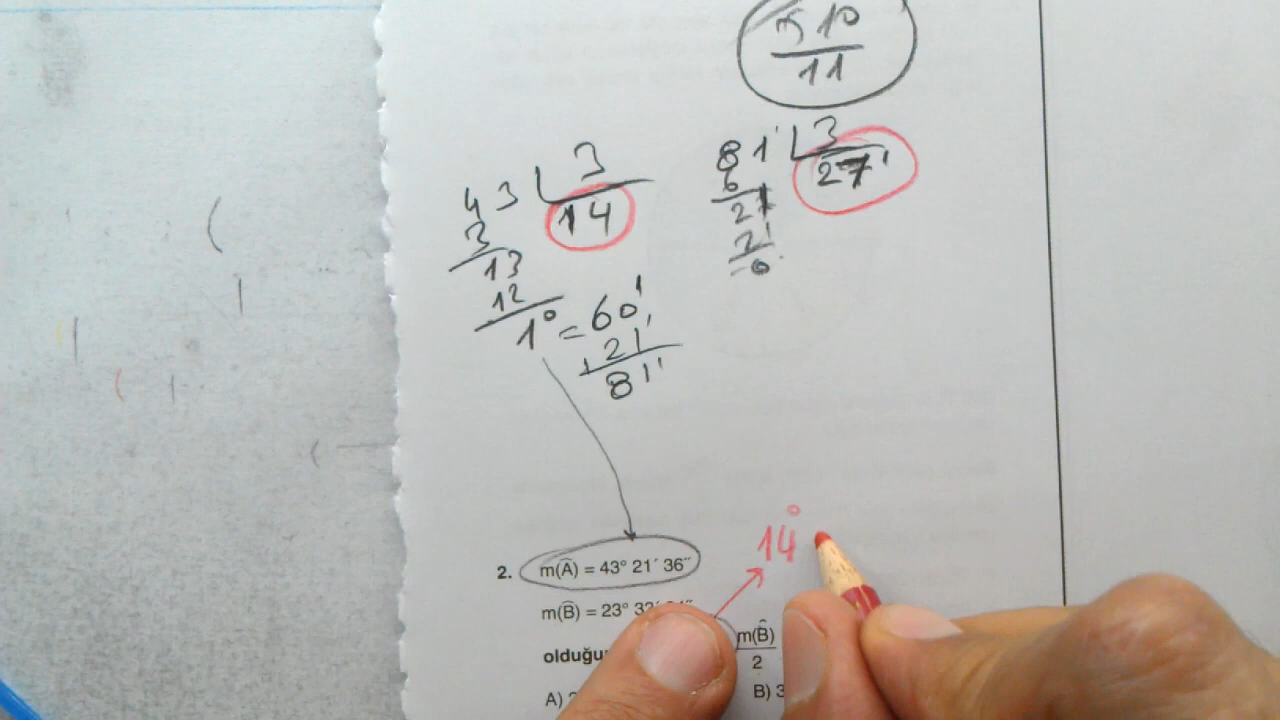 10
11
43 3
14
3
13
12
1° = 60'
21'
81'
81' 3
27'
6
21
21
0
14°
2. m(Â) = 43° 21′ 36″
m(B̂) = 23°
m(B̂)
2
A)
B) 3